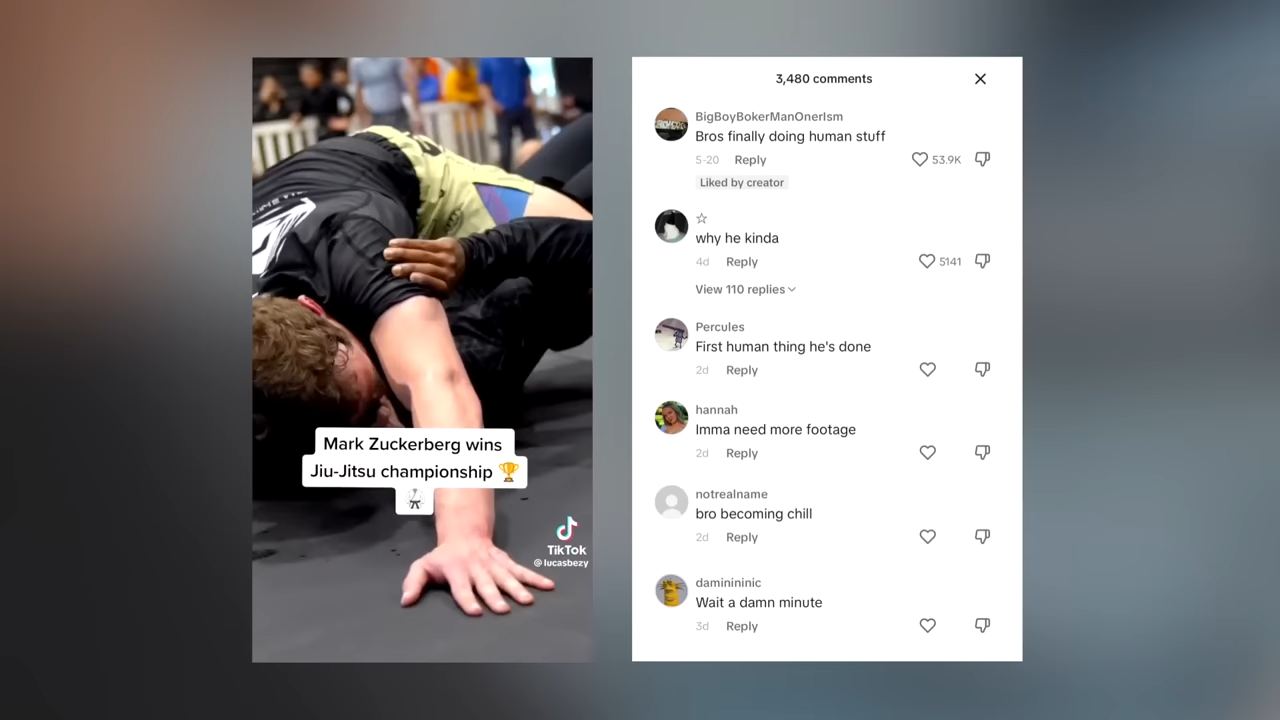 Mark Zuckerberg wins
Jiu-Jitsu championship 🏆
🥋
TikTok
@lucasbezy
3,480 comments
BigBoyBokerManOnerIsm
Bros finally doing human stuff
5-20 Reply 53.9K
Liked by creator
☆
why he kinda
4d Reply 5141
View 110 replies
Percules
First human thing he's done
2d Reply
hannah
Imma need more footage
2d Reply
notrealname
bro becoming chill
2d Reply
daminininic
Wait a damn minute
3d Reply